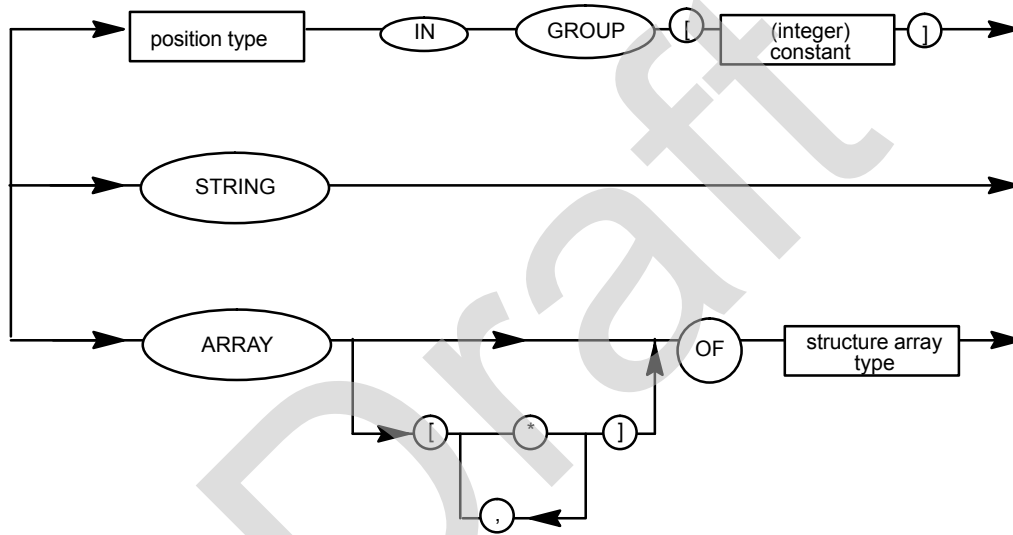 position type IN GROUP [ (integer) constant ]
STRING
ARRAY OF structure array type
[ * ]
,
Draft